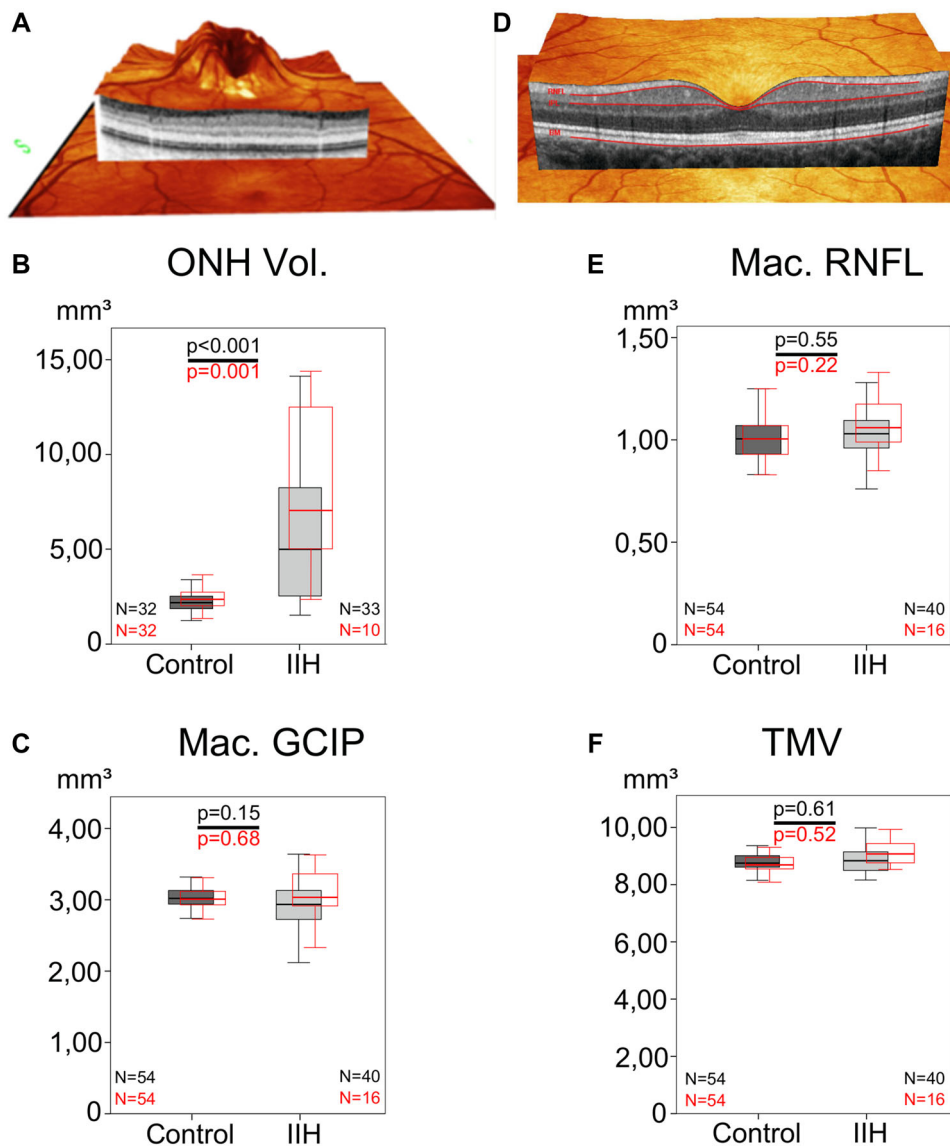 A
D
RNFL
BM
B
ONH Vol.
mm³
15,00
10,00
5,00
0
p<0.001
p=0.001
N=32
N=32
N=33
N=10
Control
IIH
E
Mac. RNFL
mm³
1,50
1,00
0,50
0
p=0.55
p=0.22
N=54
N=54
N=40
N=16
Control
IIH
C
Mac. GCIP
mm³
4,00
3,00
2,00
1,00
0
p=0.15
p=0.68
N=54
N=54
N=40
N=16
Control
IIH
F
TMV
mm³
10,00
8,00
6,00
4,00
2,00
0
p=0.61
p=0.52
N=54
N=54
N=40
N=16
Control
IIH